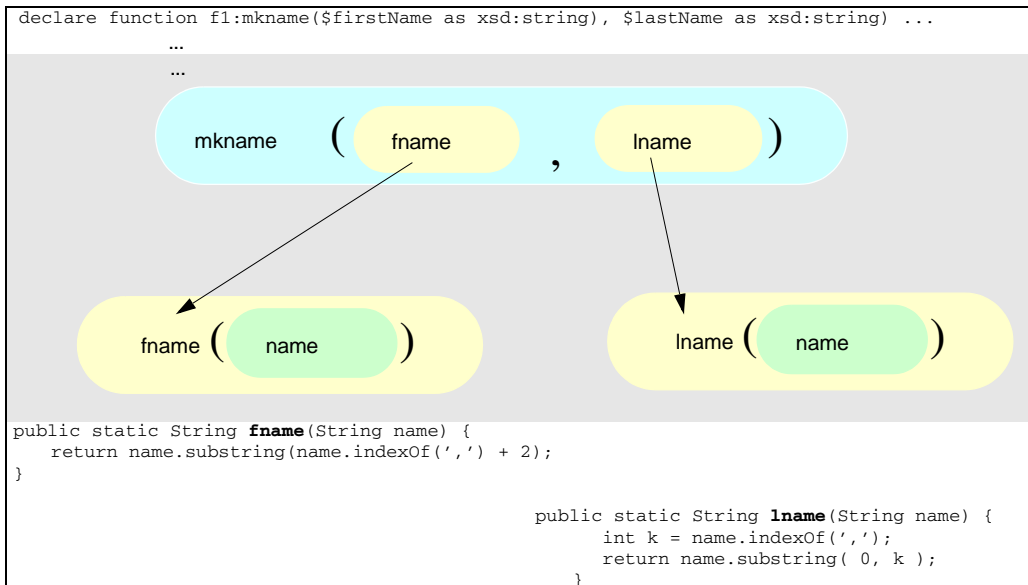 declare function f1:mkname($firstName as xsd:string), $lastName as xsd:string) ...
...
...
mkname ( fname , lname )
fname ( name )
lname ( name )
public static String fname(String name) {
return name.substring(name.indexOf(',') + 2);
}
public static String lname(String name) {
int k = name.indexOf(',');
return name.substring( 0, k );
}